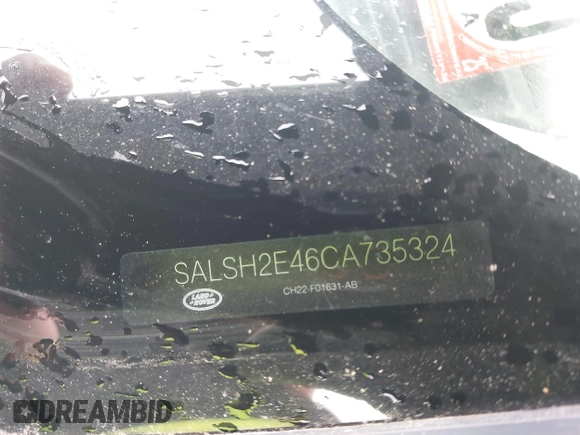 SALSH2E46CA735324
LAND-
ROVER
CH22-F01631-AB
DREAMBID